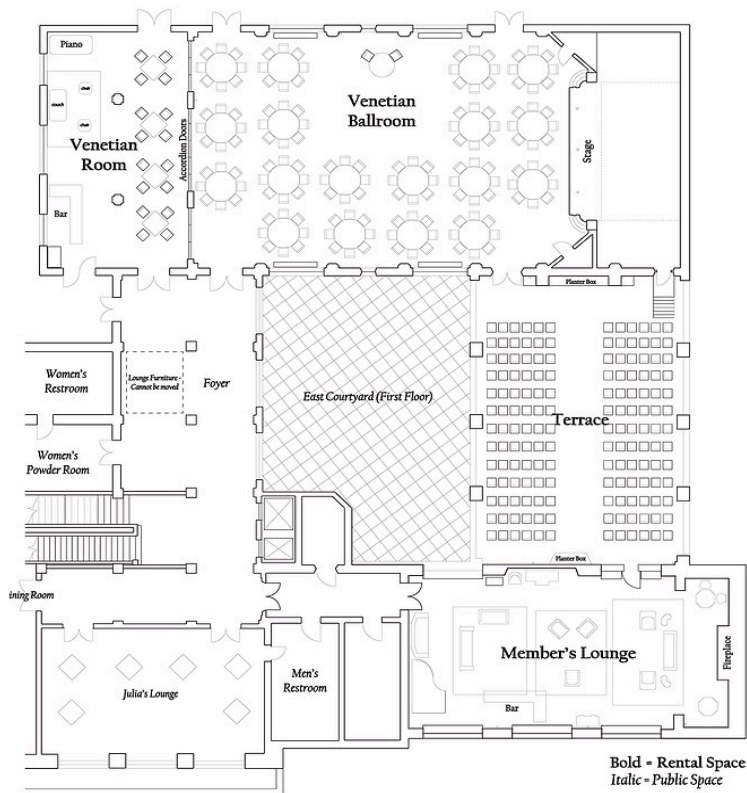 Piano
couch
chair
chair
Venetian
Room
Bar
Accordion Doors
Venetian
Ballroom
Stage
Planter Box
Women's
Restroom
Lounge Furniture -
Cannot be moved
Foyer
East Courtyard (First Floor)
Terrace
Women's
Powder Room
Planter Box
ining Room
Julia's Lounge
Men's
Restroom
Member's Lounge
Bar
Fireplace
Bold = Rental Space
Italic = Public Space